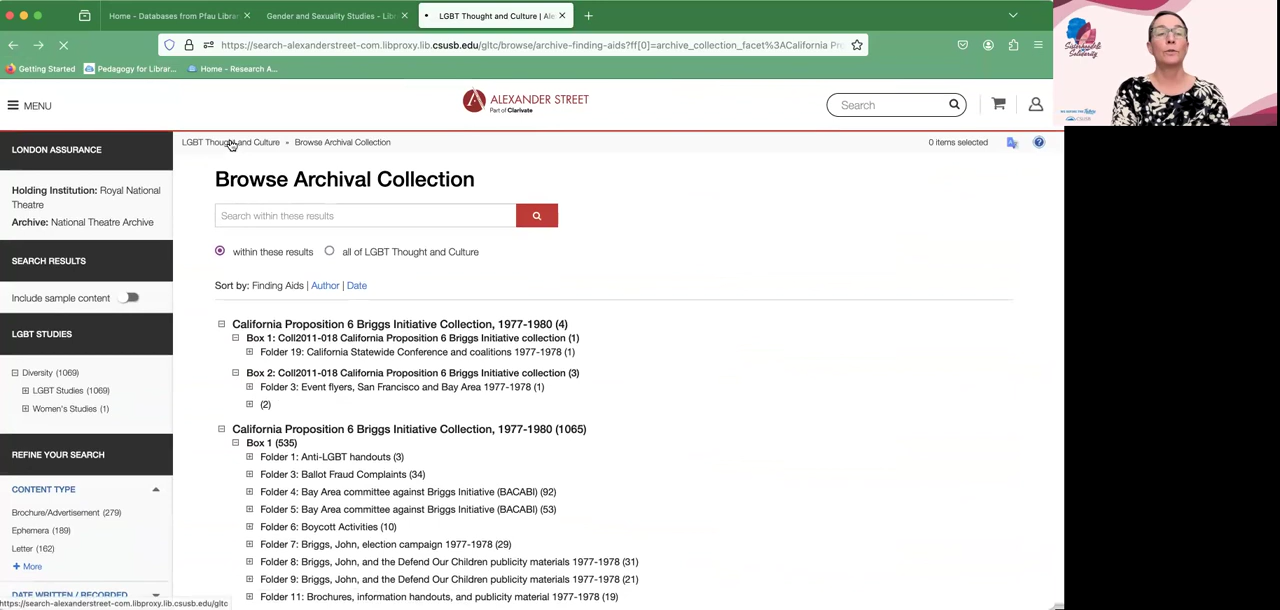 Home - Databases from Pfau Librar
Gender and Sexuality Studies - Lib
LGBT Thought and Culture | Ale
https://search-alexanderstreet-com.libproxy.lib.csusb.edu/gltc/browse/archive-finding-aids?ff[0]=archive_collection_facet%3ACalifornia Pr
Getting Started
Pedagogy for Librar...
Home - Research A...
MENU
ALEXANDER STREET
Part of Clarivate
Search
LGBT Thought and Culture » Browse Archival Collection
0 items selected
LONDON ASSURANCE
Holding Institution: Royal National
Theatre
Archive: National Theatre Archive
SEARCH RESULTS
Include sample content
LGBT STUDIES
Diversity (1069)
LGBT Studies (1069)
Women's Studies (1)
REFINE YOUR SEARCH
CONTENT TYPE
Brochure/Advertisement (279)
Ephemera (189)
Letter (162)
+ More
DATE WRITTEN / RECORDED
https://search-alexanderstreet-com.libproxy.lib.csusb.edu/gltc
Browse Archival Collection
Search within these results
within these results
all of LGBT Thought and Culture
Sort by: Finding Aids | Author | Date
California Proposition 6 Briggs Initiative Collection, 1977-1980 (4)
Box 1: Coll2011-018 California Proposition 6 Briggs Initiative collection (1)
Folder 19: California Statewide Conference and coalitions 1977-1978 (1)
Box 2: Coll2011-018 California Proposition 6 Briggs Initiative collection (3)
Folder 3: Event flyers, San Francisco and Bay Area 1977-1978 (1)
(2)
California Proposition 6 Briggs Initiative Collection, 1977-1980 (1065)
Box 1 (535)
Folder 1: Anti-LGBT handouts (3)
Folder 3: Ballot Fraud Complaints (34)
Folder 4: Bay Area committee against Briggs Initiative (BACABI) (92)
Folder 5: Bay Area committee against Briggs Initiative (BACABI) (53)
Folder 6: Boycott Activities (10)
Folder 7: Briggs, John, election campaign 1977-1978 (29)
Folder 8: Briggs, John, and the Defend Our Children publicity materials 1977-1978 (31)
Folder 9: Briggs, John, and the Defend Our Children publicity materials 1977-1978 (21)
Folder 11: Brochures, information handouts, and publicity material 1977-1978 (19)
CSUSB